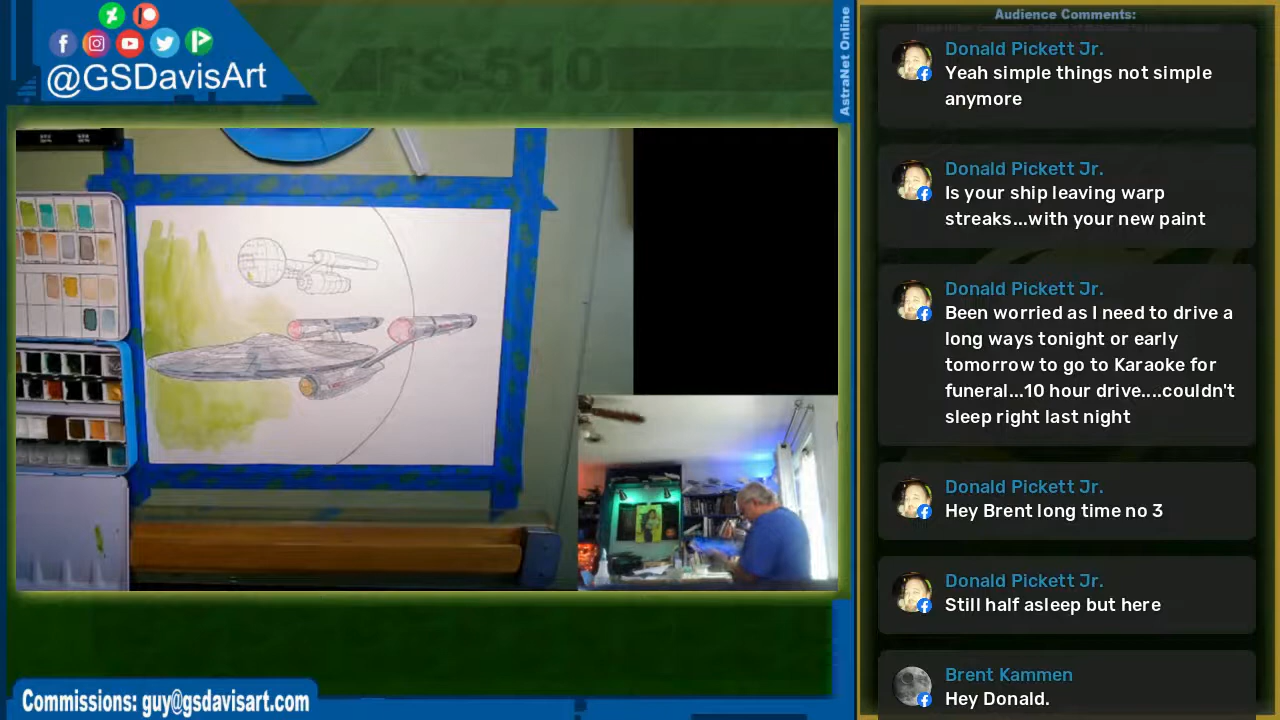 @GSDavisArt
AstraNet Online
Audience Comments:
Donald Pickett Jr.
Yeah simple things not simple
anymore
Donald Pickett Jr.
Is your ship leaving warp
streaks...with your new paint
Donald Pickett Jr.
Been worried as I need to drive a
long ways tonight or early
tomorrow to go to Karaoke for
funeral...10 hour drive....couldn't
sleep right last night
Donald Pickett Jr.
Hey Brent long time no 3
Donald Pickett Jr.
Still half asleep but here
Brent Kammen
Hey Donald.
Commissions: guy@gsdavisart.com